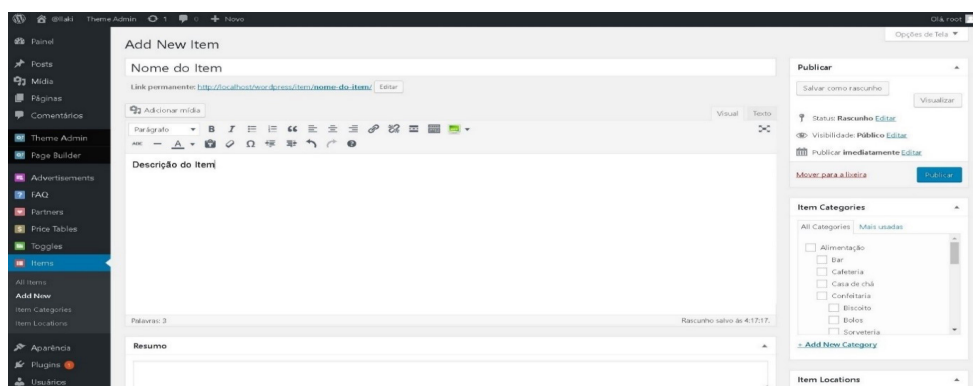 @llaki Theme Admin 1 0 + Novo
Olá, root
Opções de Tela
Painel
Posts
Mídia
Páginas
Comentários
Theme Admin
Page Builder
Advertisements
FAQ
Partners
Price Tables
Toggles
Items
All Items
Add New
Item Categories
Item Locations
Aparência
Plugins 1
Usuários
Add New Item
Nome do Item
Link permanente: http://localhost/wordpress/item/nome-do-item/ Editar
Adicionar mídia
Visual Texto
Parágrafo
Descrição do Item
Palavras: 3
Rascunho salvo às 4:17:17.
Resumo
Publicar
Salvar como rascunho
Visualizar
Status: Rascunho Editar
Visibilidade: Público Editar
Publicar imediatamente Editar
Mover para a lixeira
Publicar
Item Categories
All Categories Mais usadas
Alimentação
Bar
Cafeteria
Casa de chá
Confeitaria
Biscoito
Bolos
Sorveteria
+ Add New Category
Item Locations